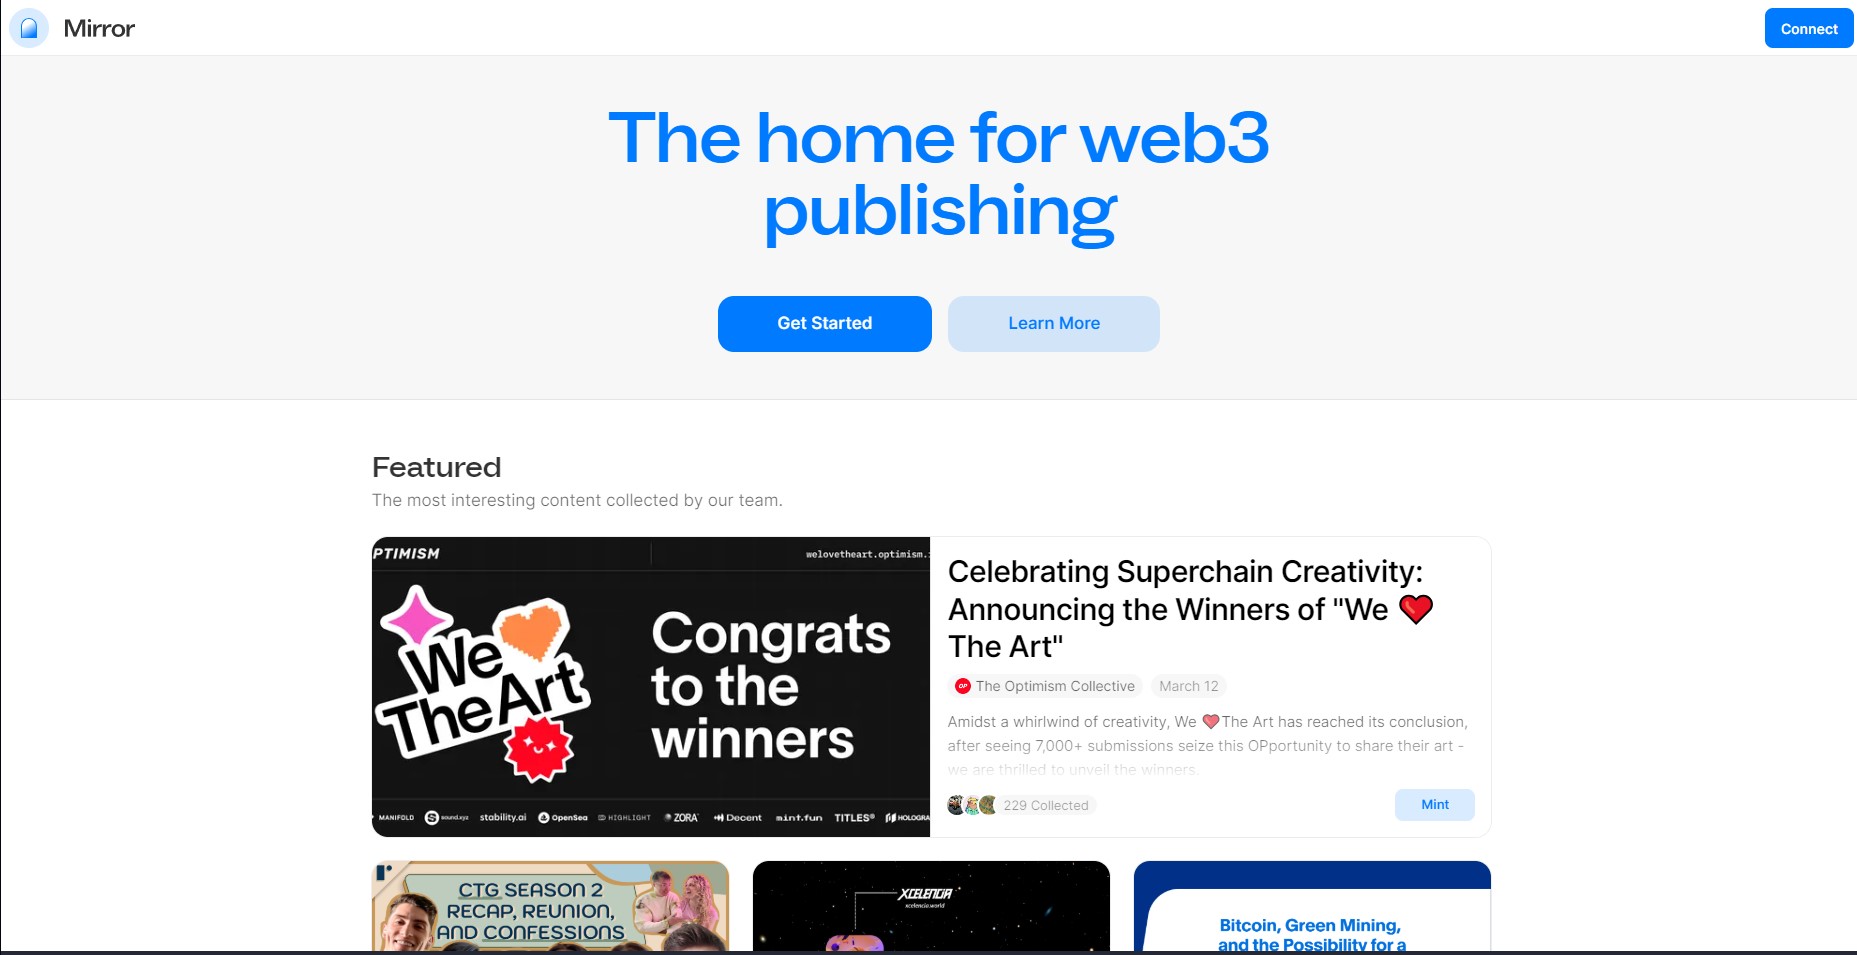 Mirror
Connect
The home for web3
publishing
Get Started
Learn More
Featured
The most interesting content collected by our team.
PTIMISM
welovetheart.optimism.
We
The Art
Congrats
to the
winners
MANIFOLD
sound.xyz
stability.ai
OpenSea
HIGHLIGHT
ZORA
Decent
mint.fun
TITLES
HOLOGRA
Celebrating Superchain Creativity:
Announcing the Winners of "We ❤️
The Art"
OP The Optimism Collective
March 12
Amidst a whirlwind of creativity, We ❤️The Art has reached its conclusion,
after seeing 7,000+ submissions seize this OPportunity to share their art -
we are thrilled to unveil the winners.
229 Collected
Mint
CTG SEASON 2
RECAP, REUNION,
AND CONFESSIONS
XCELENCIA
xcelencia.world
Bitcoin, Green Mining,
and the Possibility for a